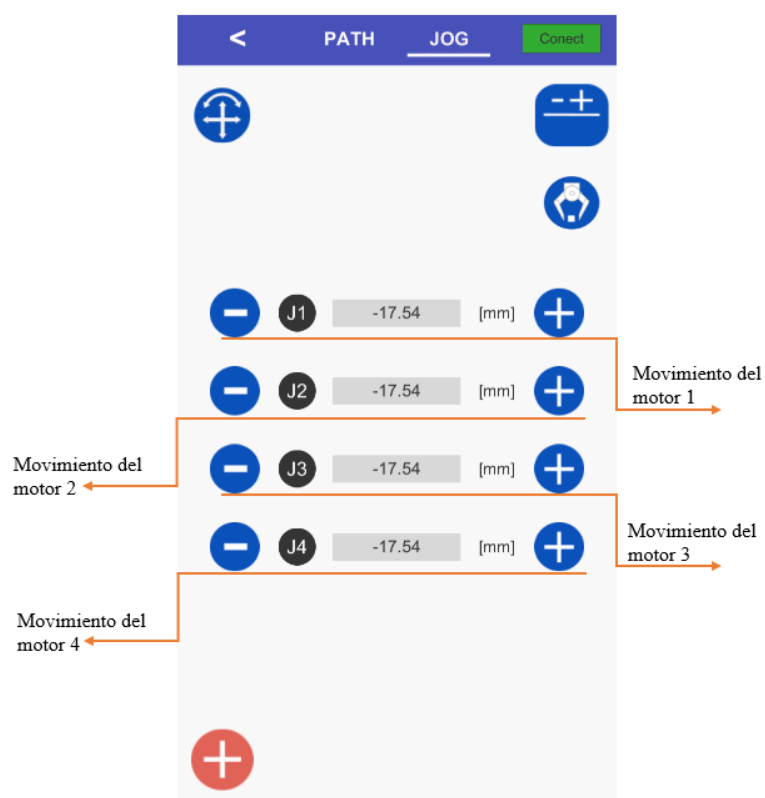 < PATH JOG Conect
J1 -17.54 [mm]
Movimiento del
motor 1
J2 -17.54 [mm]
Movimiento del
motor 2
J3 -17.54 [mm]
Movimiento del
motor 3
J4 -17.54 [mm]
Movimiento del
motor 4